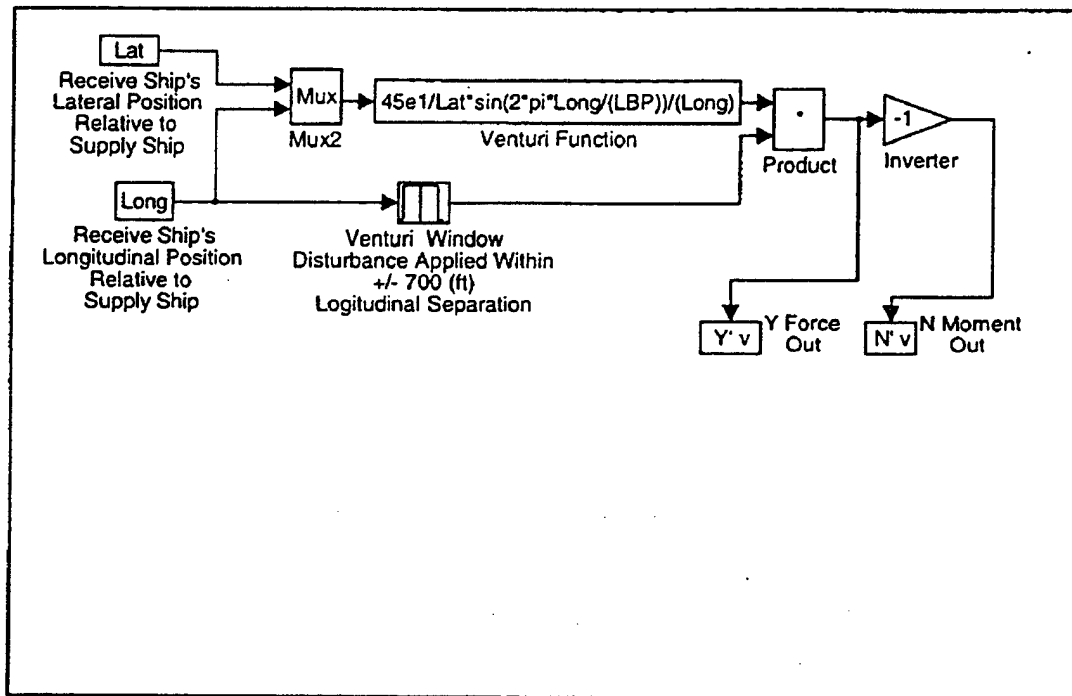 Lat
Receive Ship's
Lateral Position
Relative to
Supply Ship
Mux
Mux2
45e1/Lat*sin(2*pi*Long/(LBP))/(Long)
Venturi Function
*
Product
-1
Inverter
Long
Receive Ship's
Longitudinal Position
Relative to
Supply Ship
Venturi Window
Disturbance Applied Within
+/- 700 (ft)
Logitudinal Separation
Y' v
Y Force
Out
N' v
N Moment
Out